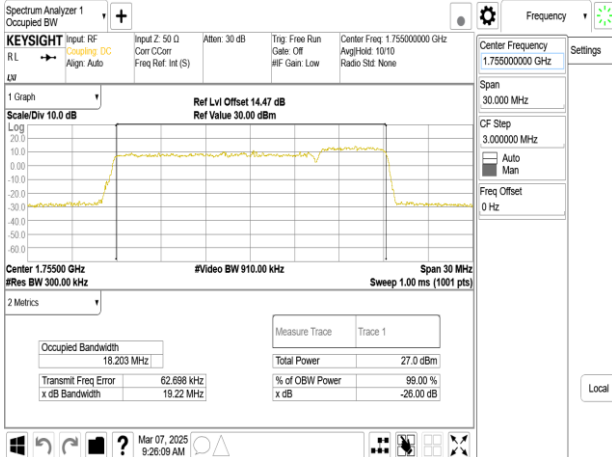 Spectrum Analyzer 1
Occupied BW
Frequency
KEYSIGHT
R L
LXI
Input: RF
Coupling: DC
Align: Auto
Input Z: 50 Ω
Corr CCorr
Freq Ref: Int (S)
Atten: 30 dB
Trig: Free Run
Gate: Off
#IF Gain: Low
Center Freq: 1.755000000 GHz
Avg|Hold: 10/10
Radio Std: None
Center Frequency
1.755000000 GHz
Settings
Span
30.000 MHz
CF Step
3.000000 MHz
Auto
Man
Freq Offset
0 Hz
Local
1 Graph
Scale/Div 10.0 dB
Ref Lvl Offset 14.47 dB
Ref Value 30.00 dBm
Log
20.0
10.0
0.00
-10.0
-20.0
-30.0
-40.0
-50.0
-60.0
Center 1.75500 GHz
#Res BW 300.00 kHz
#Video BW 910.00 kHz
Span 30 MHz
Sweep 1.00 ms (1001 pts)
2 Metrics
Measure Trace Trace 1
Occupied Bandwidth
18.203 MHz
Total Power 27.0 dBm
Transmit Freq Error 62.698 kHz
% of OBW Power 99.00 %
x dB Bandwidth 19.22 MHz
x dB -26.00 dB
?
Mar 07, 2025
9:26:09 AM